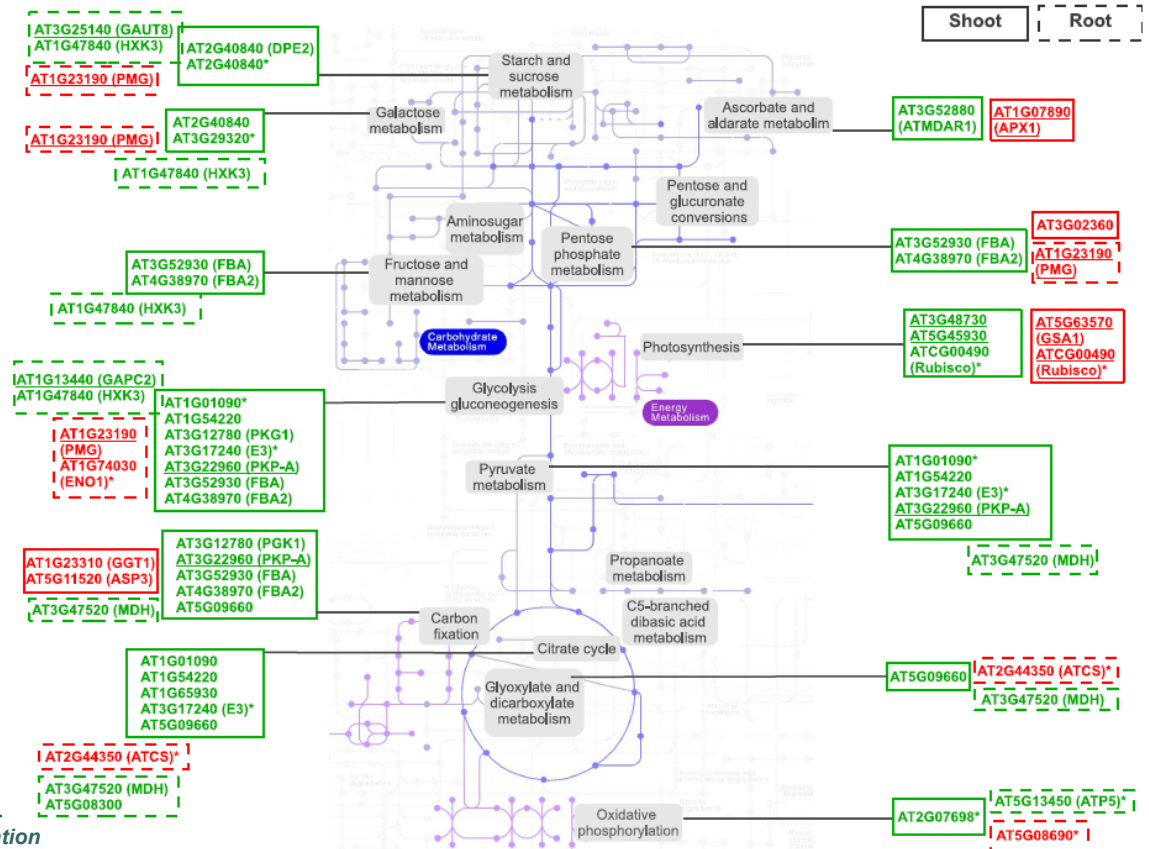 Shoot
Root
AT3G25140 (GAUT8)
AT1G47840 (HXK3)
AT2G40840 (DPE2)
AT2G40840*
AT1G23190 (PMG)
Starch and
sucrose
metabolism
Galactose
metabolism
AT2G40840
AT3G29320*
AT1G23190 (PMG)
AT1G47840 (HXK3)
Ascorbate and
aldarate metabolim
AT3G52880
(ATMDAR1)
AT1G07890
(APX1)
Pentose and
glucuronate
conversions
Aminosugar
metabolism
Pentose
phosphate
metabolism
AT3G52930 (FBA)
AT4G38970 (FBA2)
AT3G02360
AT1G23190
(PMG)
AT3G52930 (FBA)
AT4G38970 (FBA2)
AT1G47840 (HXK3)
Fructose and
mannose
metabolism
Carbohydrate
Metabolism
Photosynthesis
AT3G48730
AT5G45930
ATCG00490
(Rubisco)*
AT5G63570
(GSA1)
ATCG00490
(Rubisco)*
Energy
Metabolism
AT1G13440 (GAPC2)
AT1G47840 (HXK3)
AT1G01090*
AT1G54220
AT3G12780 (PKG1)
AT3G17240 (E3)*
AT3G22960 (PKP-A)
AT3G52930 (FBA)
AT4G38970 (FBA2)
AT1G23190
(PMG)
AT1G74030
(ENO1)*
Glycolysis
gluconeogenesis
Pyruvate
metabolism
AT1G01090*
AT1G54220
AT3G17240 (E3)*
AT3G22960 (PKP-A)
AT5G09660
AT3G47520 (MDH)
AT1G23310 (GGT1)
AT5G11520 (ASP3)
AT3G47520 (MDH)
AT3G12780 (PGK1)
AT3G22960 (PKP-A)
AT3G52930 (FBA)
AT4G38970 (FBA2)
AT5G09660
Propanoate
metabolism
C5-branched
dibasic acid
metabolism
Carbon
fixation
Citrate cycle
AT1G01090
AT1G54220
AT1G65930
AT3G17240 (E3)*
AT5G09660
AT2G44350 (ATCS)*
AT3G47520 (MDH)
AT5G08300
Glyoxylate and
dicarboxylate
metabolism
AT5G09660
AT2G44350 (ATCS)*
AT3G47520 (MDH)
Oxidative
phosphorylation
AT2G07698*
AT5G13450 (ATP5)*
AT5G08690*